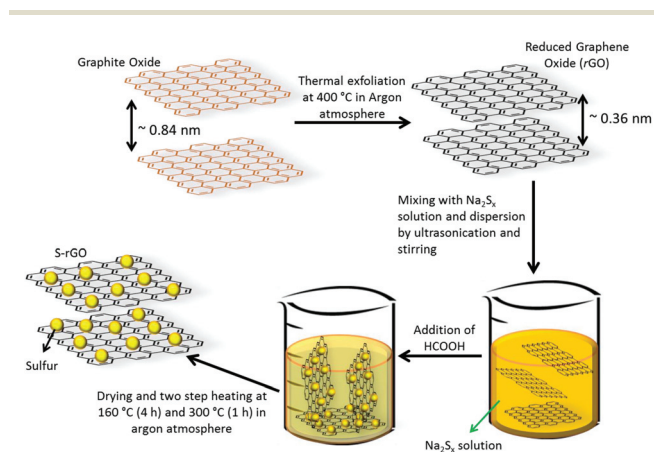 Graphite Oxide
~ 0.84 nm
Thermal exfoliation
at 400 °C in Argon
atmosphere
Reduced Graphene
Oxide (rGO)
~ 0.36 nm
Mixing with Na₂Sₓ
solution and dispersion
by ultrasonication and
stirring
Na₂Sₓ solution
Addition of
HCOOH
Drying and two step heating at
160 °C (4 h) and 300 °C (1 h) in
argon atmosphere
S-rGO
Sulfur